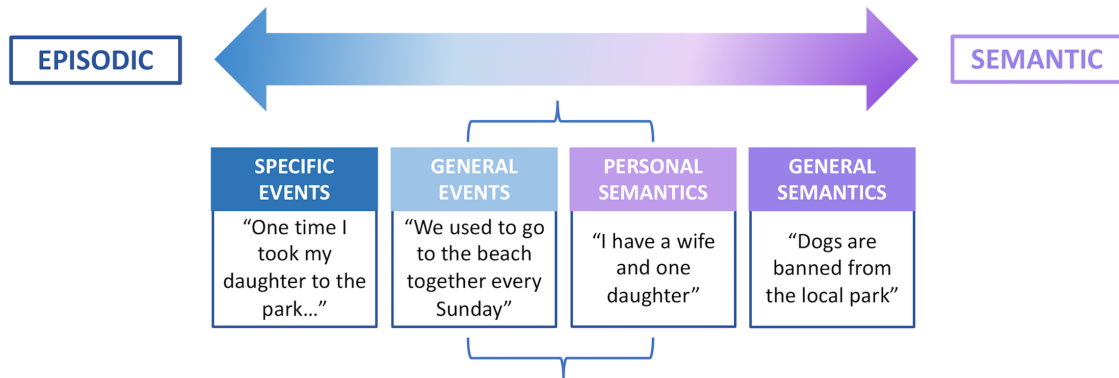 EPISODIC
SEMANTIC
SPECIFIC
EVENTS
“One time I
took my
daughter to the
park…”
GENERAL
EVENTS
“We used to go
to the beach
together every
Sunday”
PERSONAL
SEMANTICS
“I have a wife
and one
daughter”
GENERAL
SEMANTICS
“Dogs are
banned from
the local park”